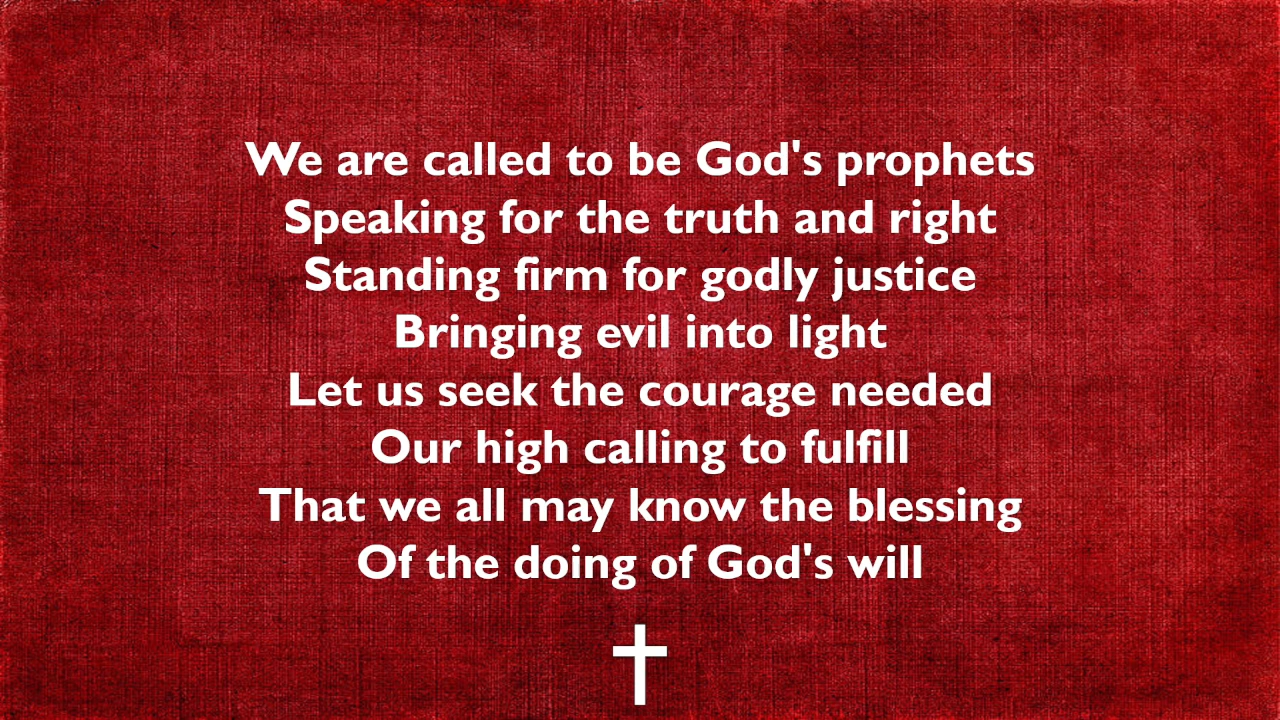 We are called to be God's prophets
Speaking for the truth and right
Standing firm for godly justice
Bringing evil into light
Let us seek the courage needed
Our high calling to fulfill
That we all may know the blessing
Of the doing of God's will